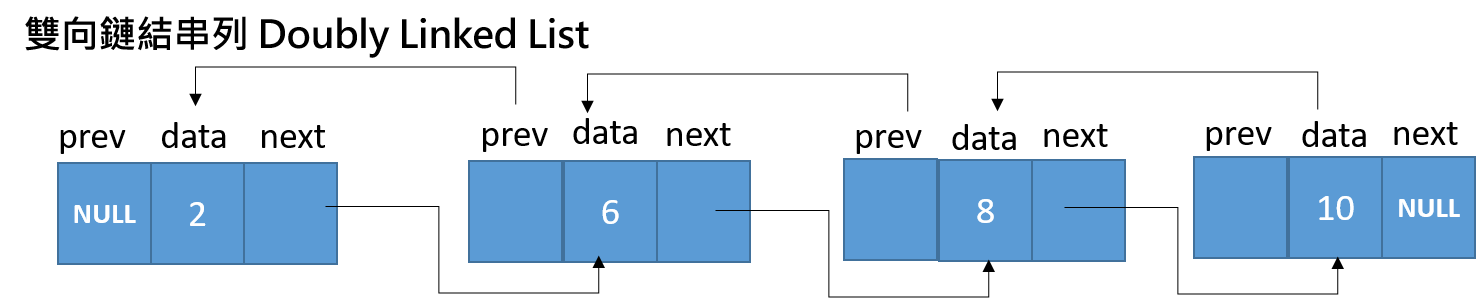 雙向鏈結串列 Doubly Linked List
prev data next prev data next prev data next prev data next
NULL 2 6 8 10 NULL